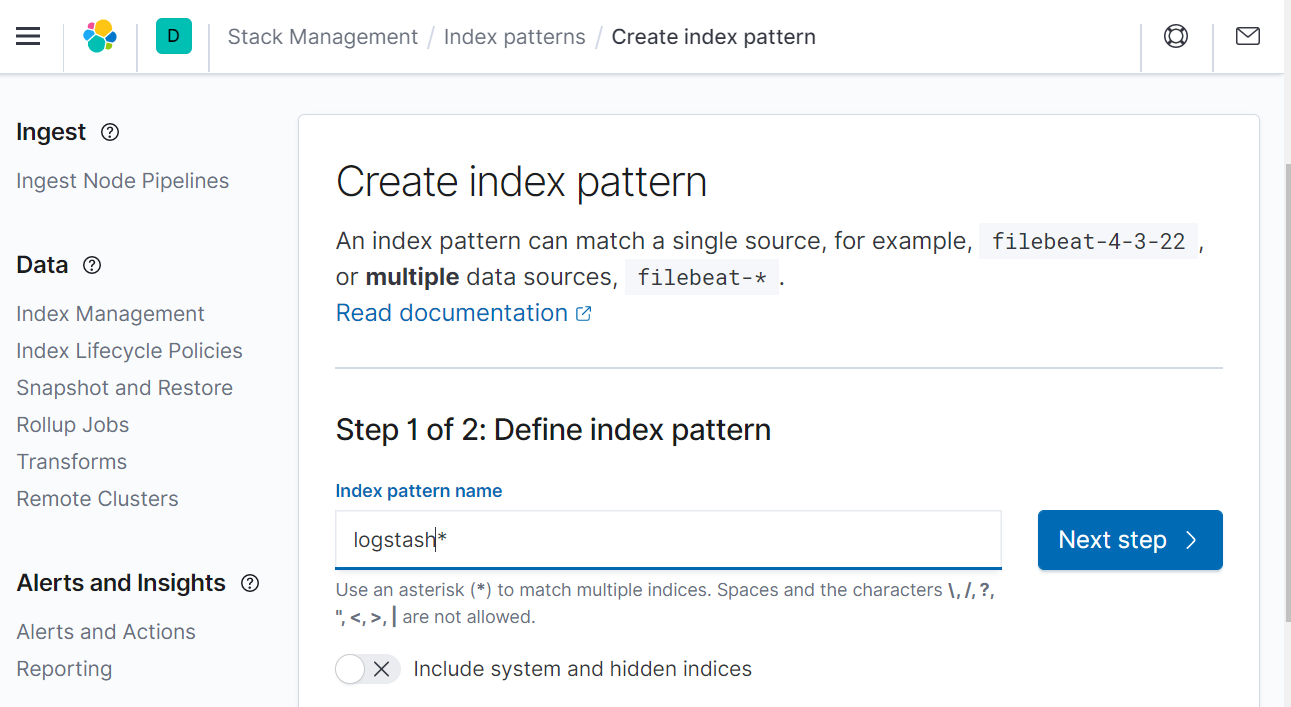 D
Stack Management / Index patterns / Create index pattern
Ingest
Ingest Node Pipelines
Data
Index Management
Index Lifecycle Policies
Snapshot and Restore
Rollup Jobs
Transforms
Remote Clusters
Alerts and Insights
Alerts and Actions
Reporting
Create index pattern
An index pattern can match a single source, for example, filebeat-4-3-22 ,
or multiple data sources, filebeat-* .
Read documentation
Step 1 of 2: Define index pattern
Index pattern name
logstash*
Next step
Use an asterisk (*) to match multiple indices. Spaces and the characters \, /, ?,
", <, >, | are not allowed.
Include system and hidden indices